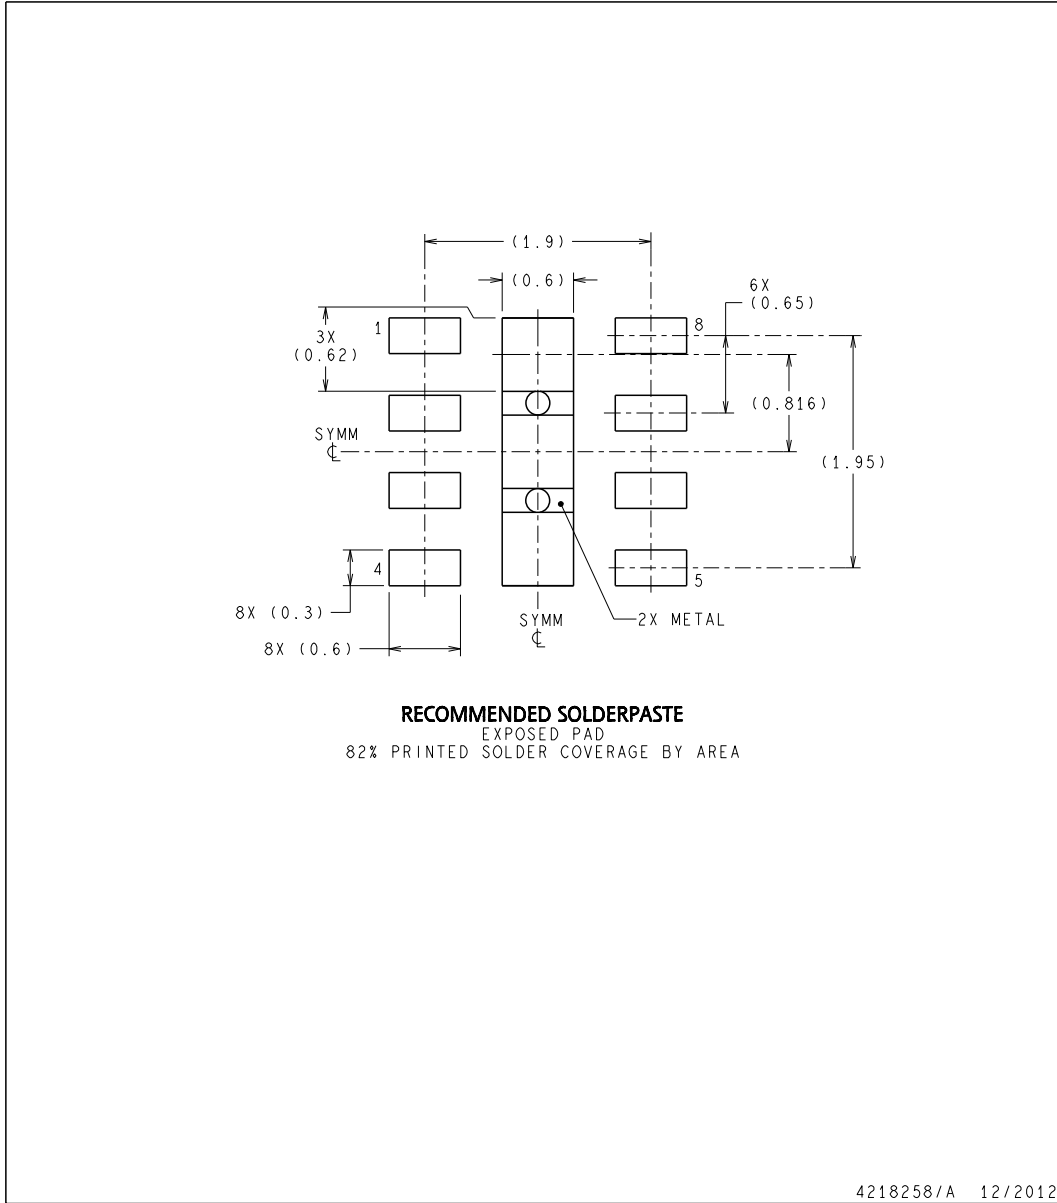 (1.9)
(0.6)
6X
(0.65)
1
8
3X
(0.62)
(0.816)
SYMM
℄
(1.95)
4
5
8X (0.3)
SYMM
℄
2X METAL
8X (0.6)
RECOMMENDED SOLDERPASTE
EXPOSED PAD
82% PRINTED SOLDER COVERAGE BY AREA
4218258/A 12/2012